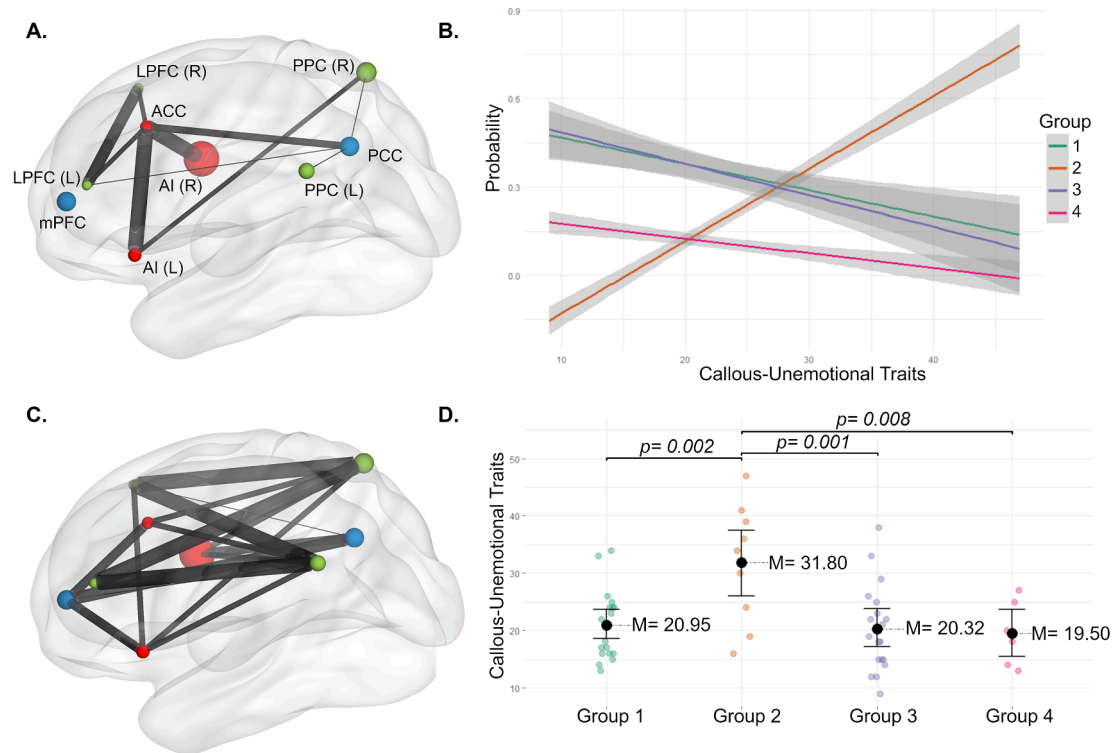 A.
LPFC (R)
PPC (R)
ACC
LPFC (L)
AI (R)
PCC
PPC (L)
mPFC
AI (L)
B.
Probability
0.9
0.6
0.3
0.0
10
20
30
40
Callous-Unemotional Traits
Group
1
2
3
4
C.
D.
Callous-Unemotional Traits
50
40
30
20
10
p= 0.008
p= 0.002
p= 0.001
M= 20.95
M= 31.80
M= 20.32
M= 19.50
Group 1
Group 2
Group 3
Group 4